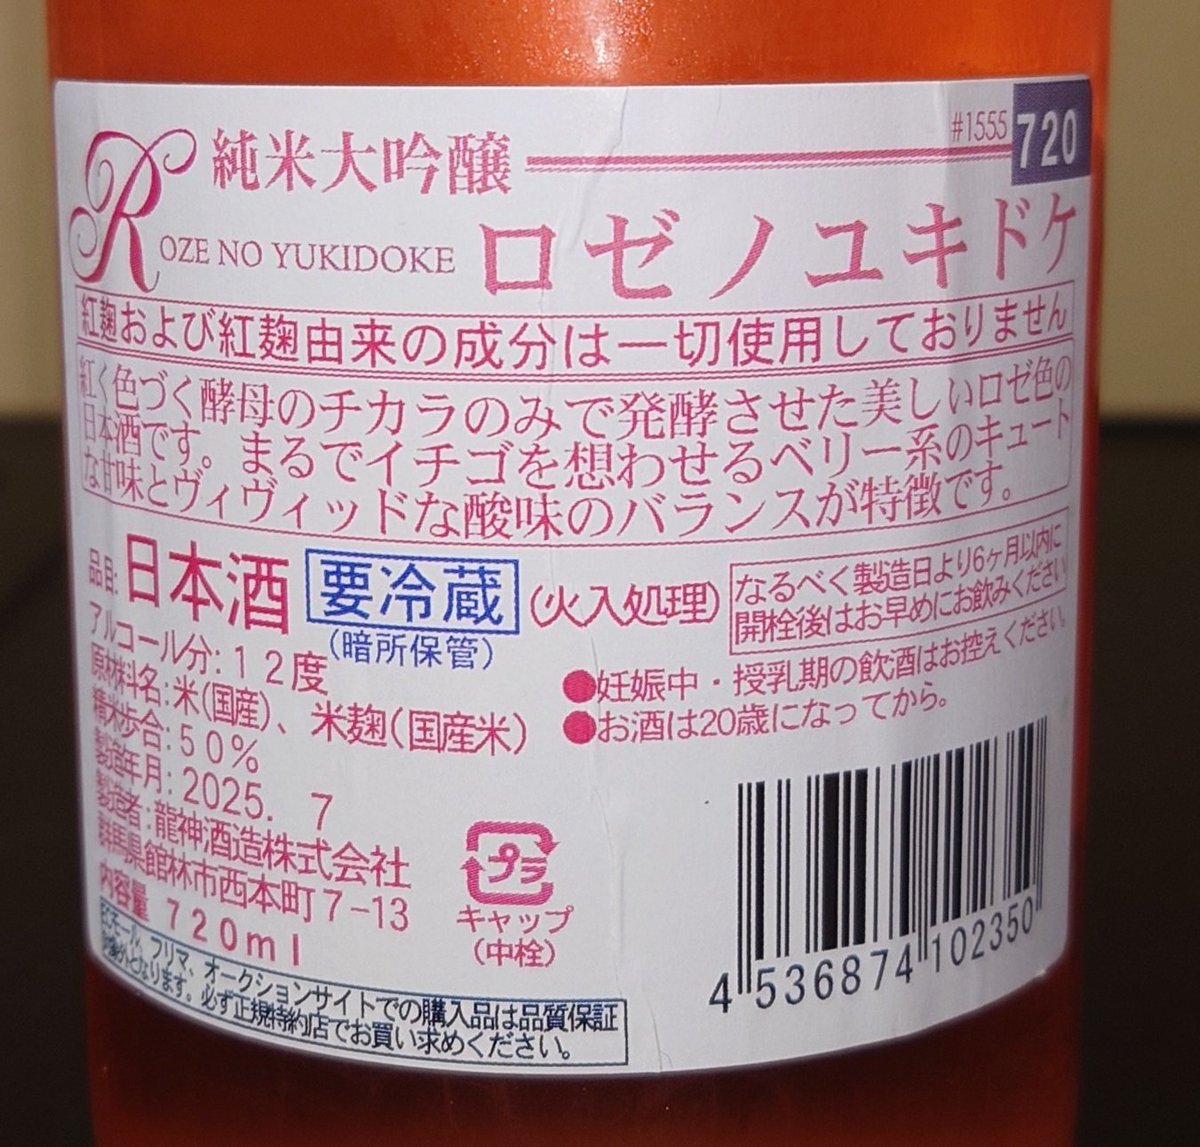 #1555 720
純米大吟醸
ROZE NO YUKIDOKE ロゼノユキドケ
紅麹および紅麹由来の成分は一切使用しておりません
紅く色づく酵母のチカラのみで発酵させた美しいロゼ色の
日本酒です。まるでイチゴを想わせるベリー系のキュート
な甘味とヴィヴィッドな酸味のバランスが特徴です。
品目:日本酒 要冷蔵 (火入処理)
(暗所保管)
なるべく製造日より6ヶ月以内に
開栓後はお早めにお飲みください
アルコール分:12度
原材料名:米(国産)、米麹(国産米)
精米歩合:50%
製造年月:2025.7
製造者:龍神酒造株式会社
群馬県館林市西本町7-13
内容量 720ml
●妊娠中・授乳期の飲酒はお控えください。
●お酒は20歳になってから。
プラ
キャップ
(中栓)
4536874102350
ECモール、フリマ、オークションサイトでの購入品は品質保証
対象外となります。必ず正規特約店でお買い求めください。